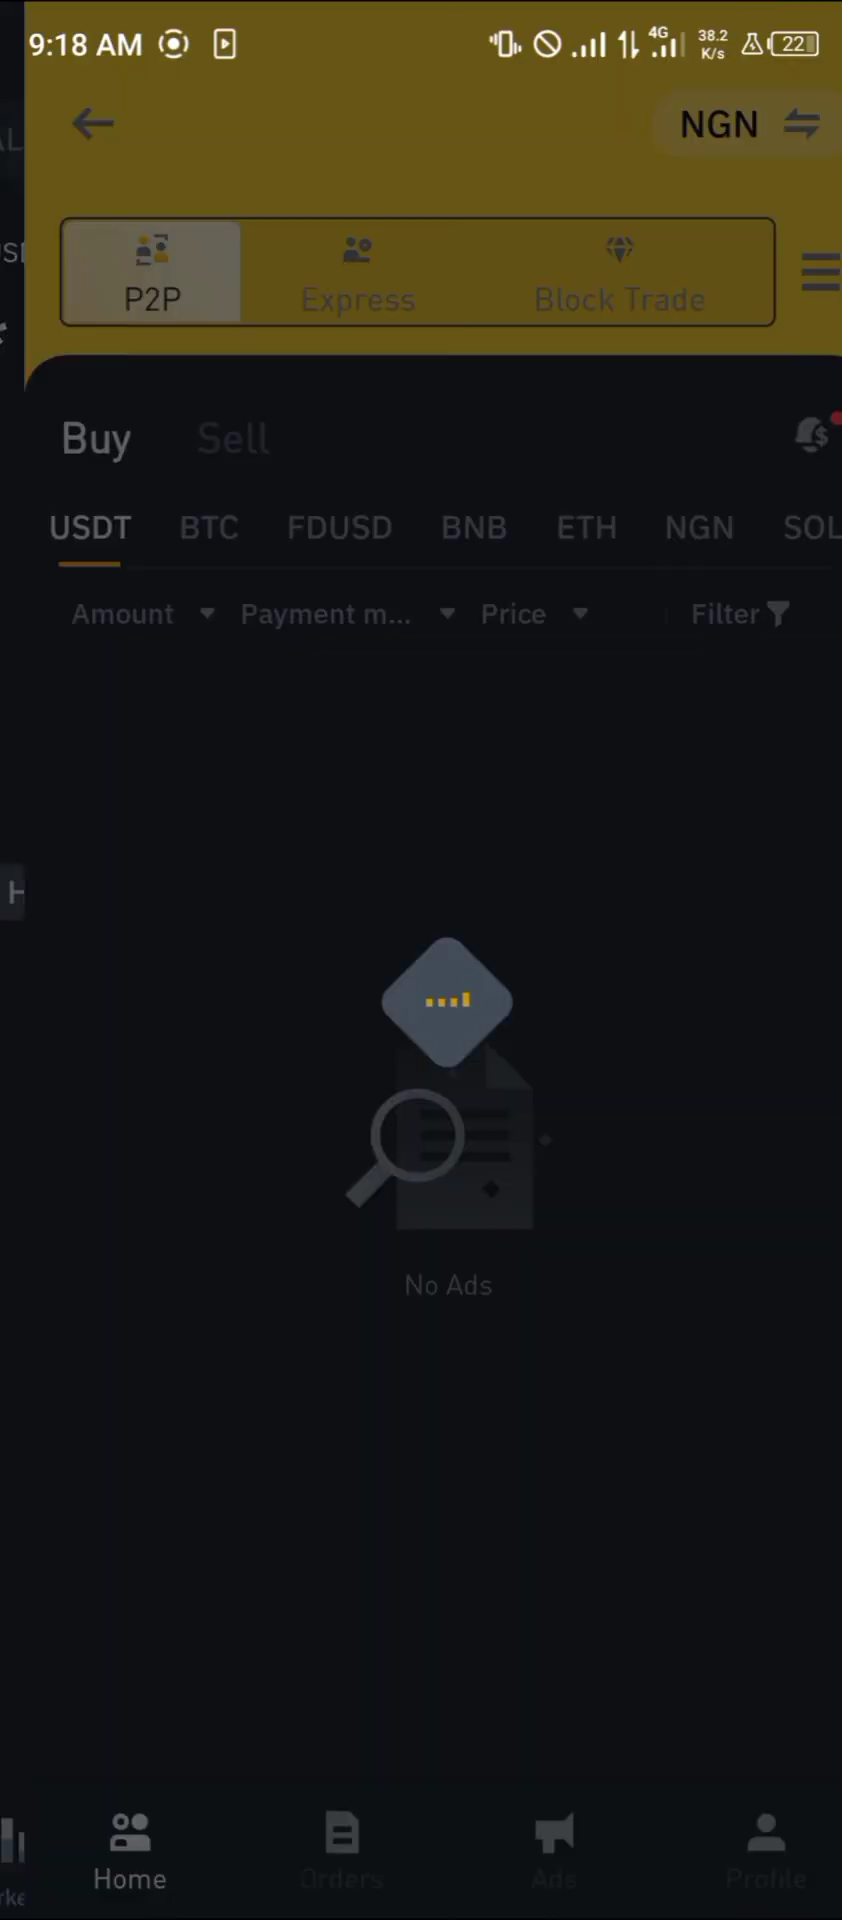 9:18 AM 4G 38.2 K/s 22
NGN
P2P Express Block Trade
Buy Sell
USDT BTC FDUSD BNB ETH NGN SOL
Amount Payment m... Price Filter
H
No Ads
Home Orders Ads Profile